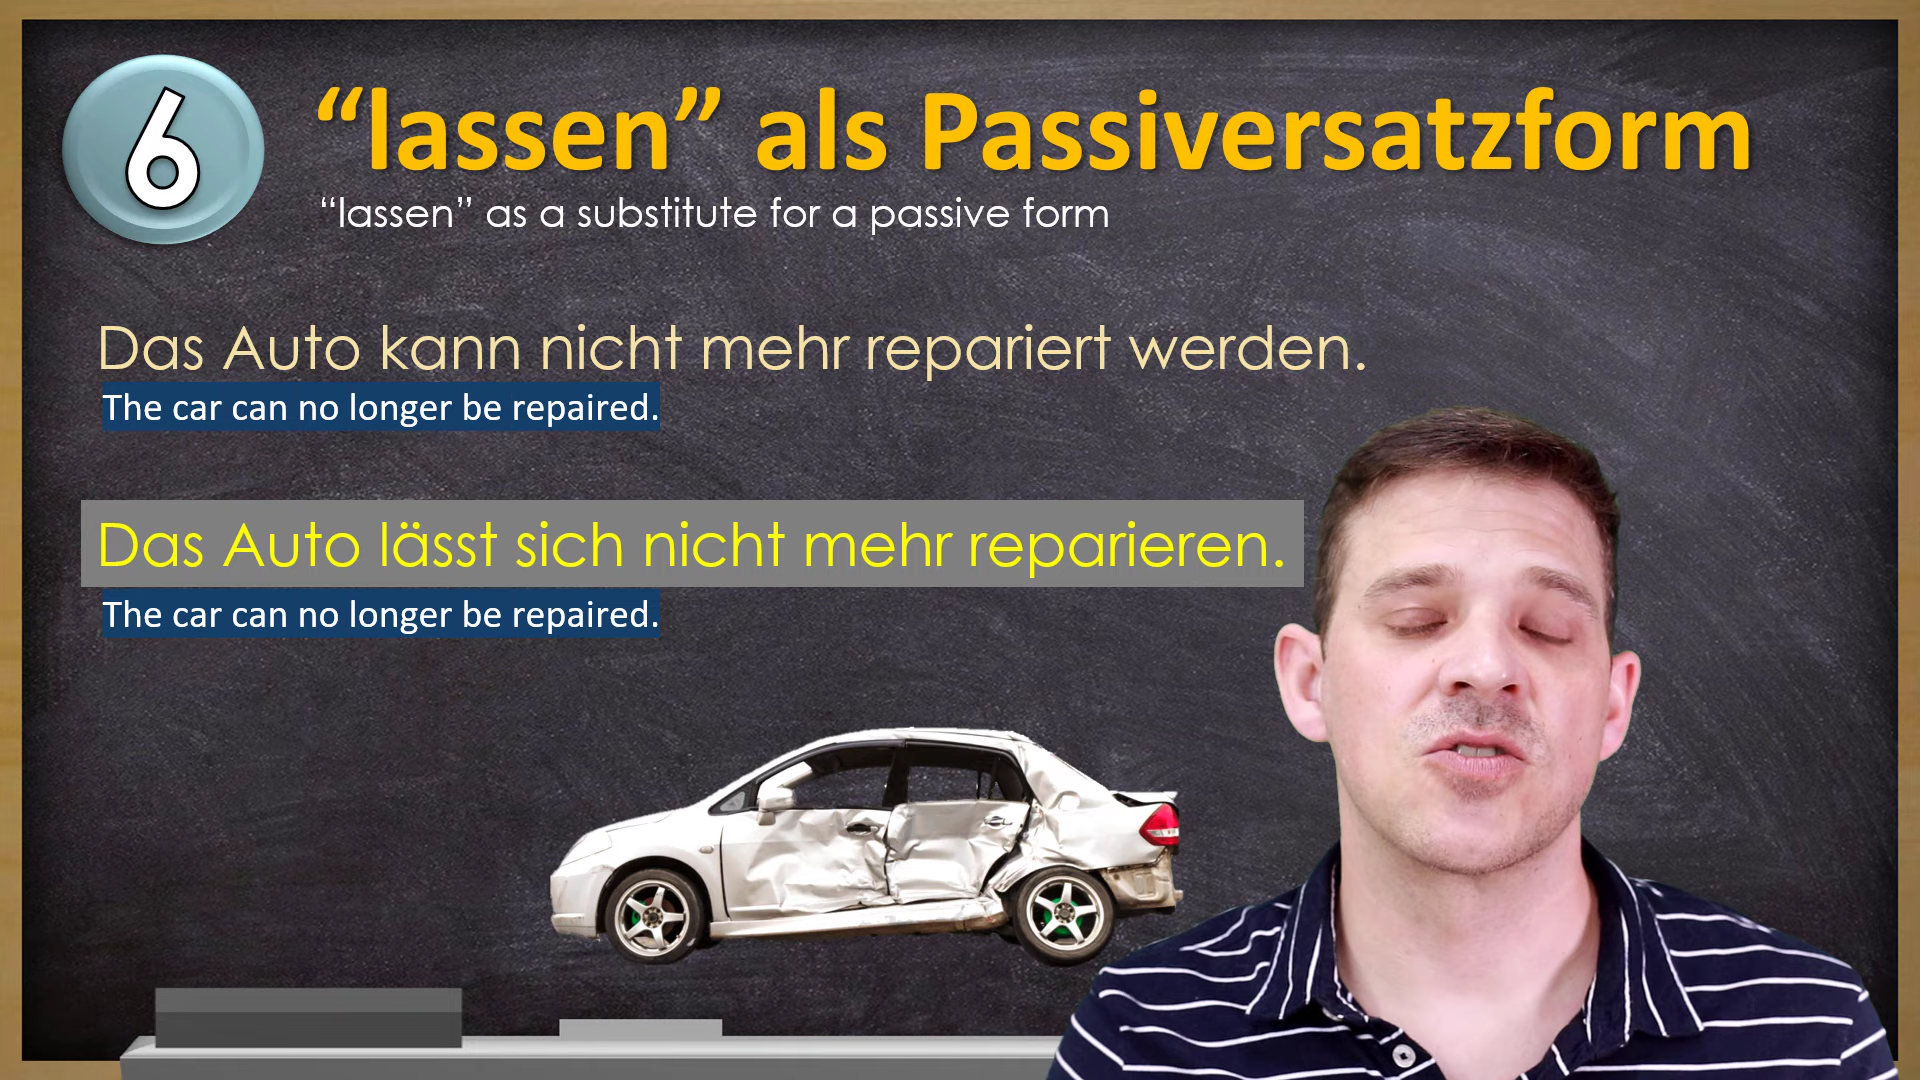 6
“lassen” als Passiversatzform
“lassen” as a substitute for a passive form
Das Auto kann nicht mehr repariert werden.
The car can no longer be repaired.
Das Auto lässt sich nicht mehr reparieren.
The car can no longer be repaired.